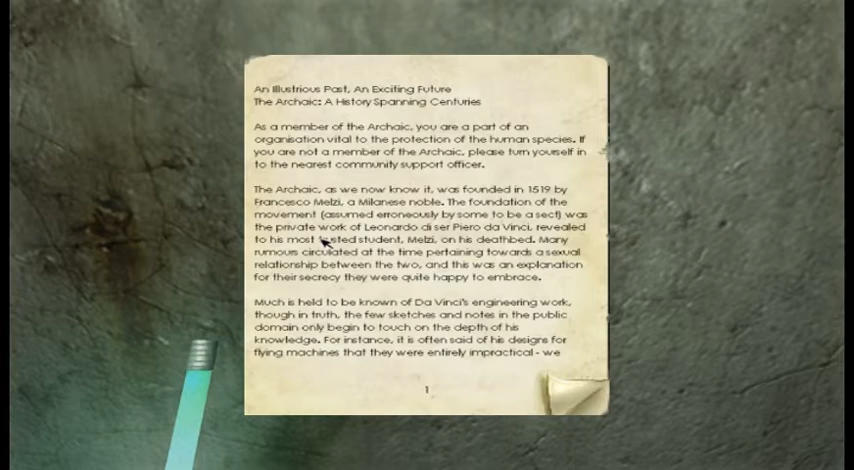 An Illustrious Past, An Exciting Future
The Archaic: A History Spanning Centuries
As a member of the Archaic, you are a part of an
organisation vital to the protection of the human species. If
you are not a member of the Archaic, please turn yourself in
to the nearest community support officer.
The Archaic, as we now know it, was founded in 1519 by
Francesco Melzi, a Milanese noble. The foundation of the
movement (assumed erroneously by some to be a sect) was
the private work of Leonardo di ser Piero da Vinci, revealed
to his most trusted student, Melzi, on his deathbed. Many
rumours circulated at the time pertaining towards a sexual
relationship between the two, and this was an explanation
for their secrecy they were quite happy to embrace.
Much is held to be known of Da Vinci's engineering work,
though in truth, the few sketches and notes in the public
domain only begin to touch on the depth of his
knowledge. For instance, it is often said of his designs for
flying machines that they were entirely impractical - we
1